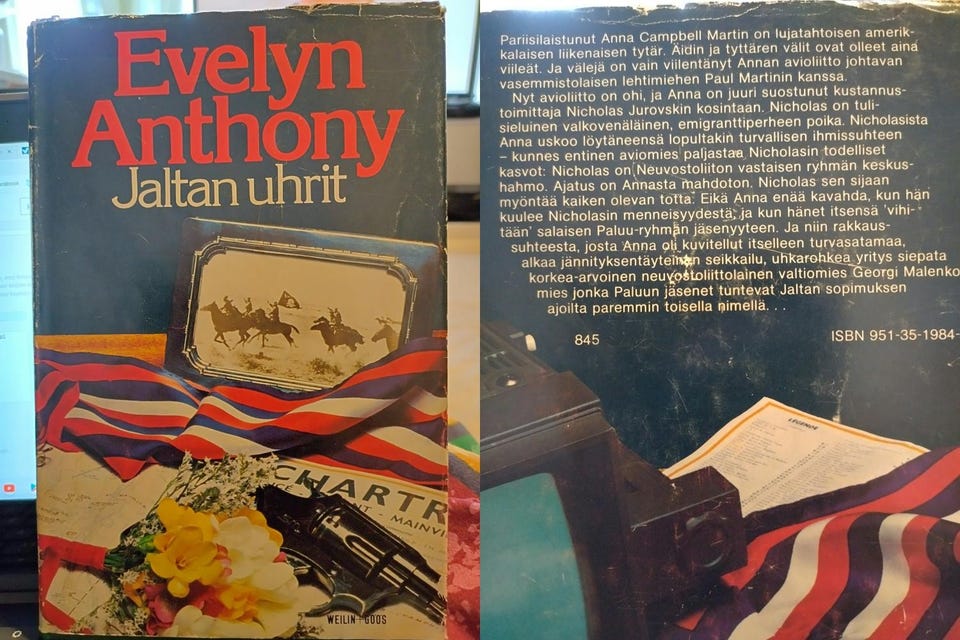 Evelyn
Anthony
Jaltan uhrit
CHARTR
NT - MAINVI
WEILIN+GÖÖS
Pariisilaistunut Anna Campbell Martin on lujatahtoisen amerik-
kalaisen liikenaisen tytär. Äidin ja tyttären välit ovat olleet aina
viileät. Ja välejä on vain viilentänyt Annan avioliitto johtavan
vasemmistolaisen lehtimiehen Paul Martinin kanssa.
Nyt avioliitto on ohi, ja Anna on juuri suostunut kustannus-
toimittaja Nicholas Jurovskin kosintaan. Nicholas on tuli-
sieluinen valkovenäläinen, emigranttiperheen poika. Nicholasista
Anna uskoo löytäneensä lopultakin turvallisen ihmissuhteen
– kunnes entinen aviomies paljastaa Nicholasin todelliset
kasvot: Nicholas on Neuvostoliiton vastaisen ryhmän keskus-
hahmo. Ajatus on Annasta mahdoton. Nicholas sen sijaan
myöntää kaiken olevan totta. Eikä Anna enää kavahda, kun hän
kuulee Nicholasin menneisyydestä; ja kun hänet itsensä 'vihi-
tään' salaisen Paluu-ryhmän jäsenyyteen. Ja niin rakkaus-
suhteesta, josta Anna oli kuvitellut itselleen turvasatamaa,
alkaa jännityksentäyteinen seikkailu, uhkarohkea yritys siepata
korkea-arvoinen neuvostoliittolainen valtiomies Georgi Malenko
mies jonka Paluun jäsenet tuntevat Jaltan sopimuksen
ajoilta paremmin toisella nimellä. . .
845
ISBN 951-35-1984-
LEGENDE